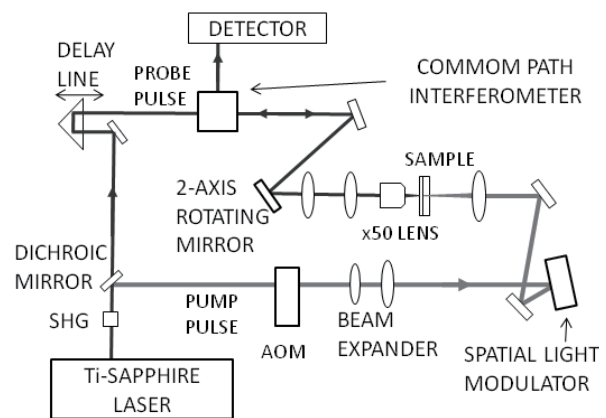 DETECTOR
DELAY
LINE
PROBE
PULSE
COMMOM PATH
INTERFEROMETER
SAMPLE
2-AXIS
ROTATING
MIRROR
x50 LENS
DICHROIC
MIRROR
PUMP
PULSE
SHG
BEAM
EXPANDER
AOM
SPATIAL LIGHT
MODULATOR
Ti-SAPPHIRE
LASER